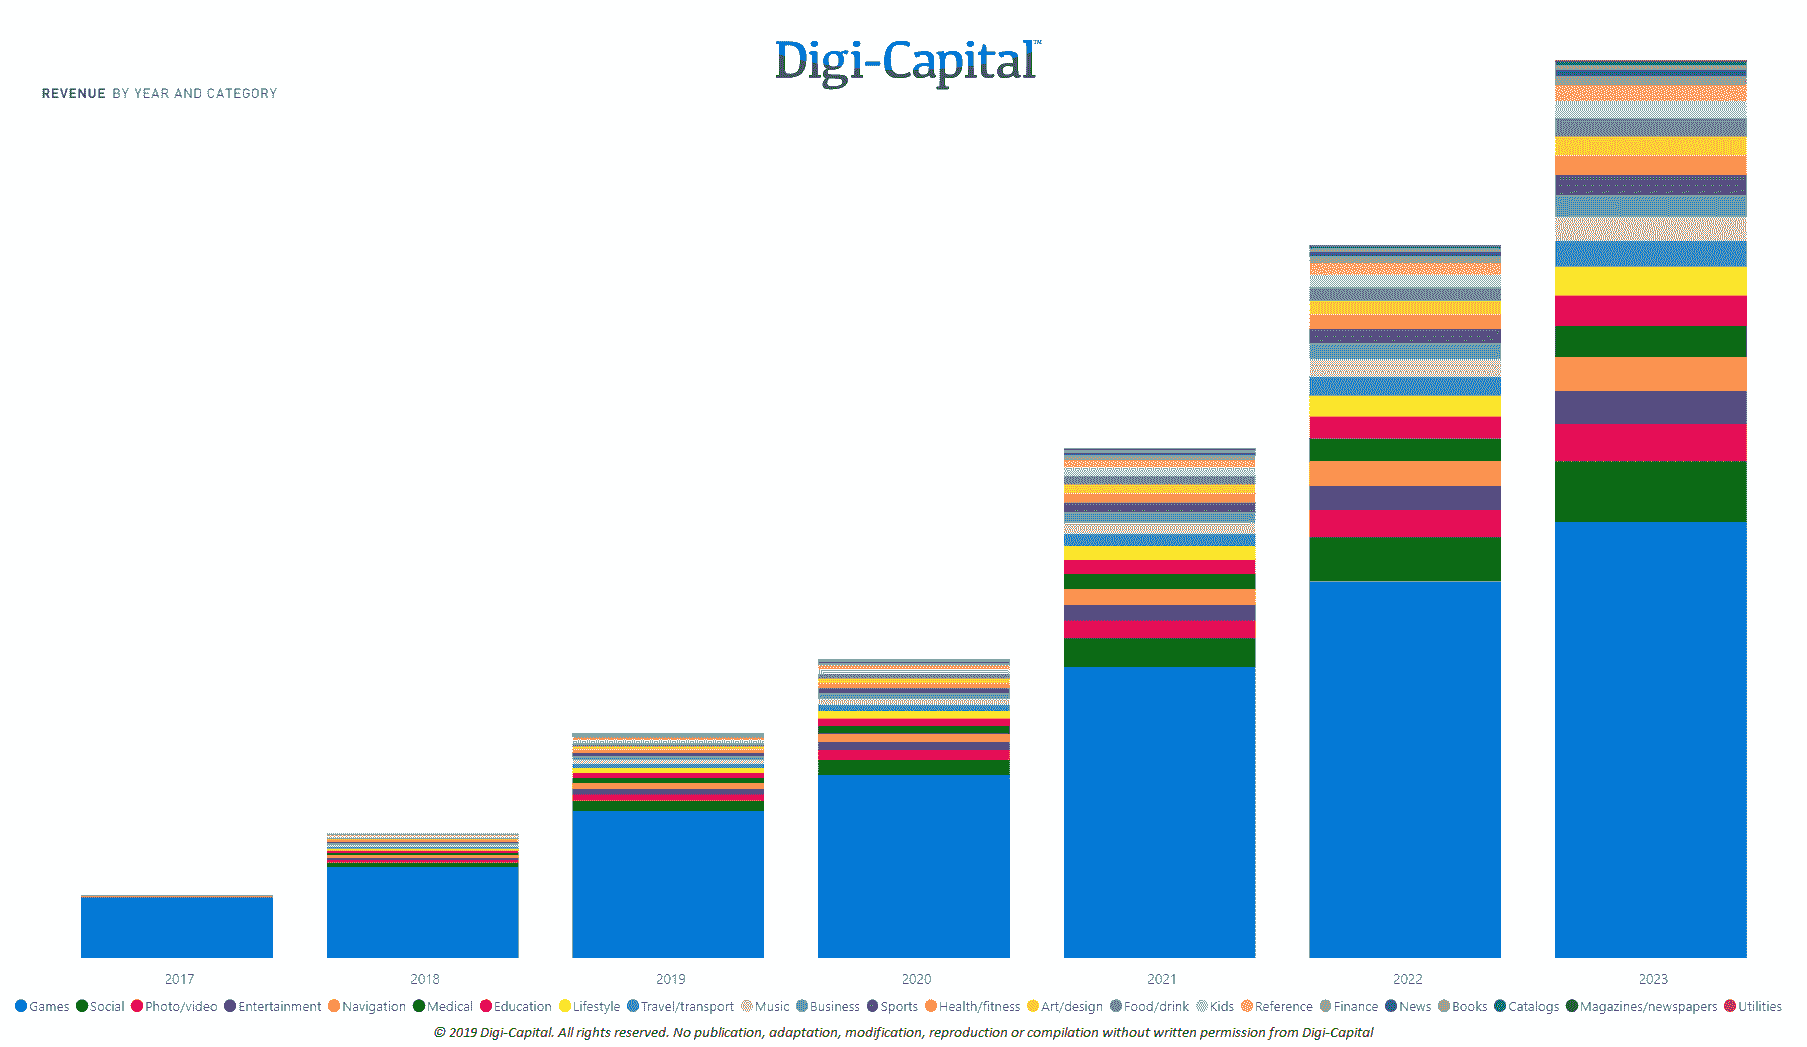 Digi-Capital™
REVENUE BY YEAR AND CATEGORY
2017 2018 2019 2020 2021 2022 2023
Games Social Photo/video Entertainment Navigation Medical Education Lifestyle Travel/transport Music Business Sports Health/fitness Art/design Food/drink Kids Reference Finance News Books Catalogs Magazines/newspapers Utilities
© 2019 Digi-Capital. All rights reserved. No publication, adaptation, modification, reproduction or compilation without written permission from Digi-Capital